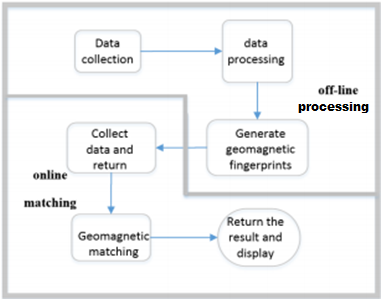 Data
collection
data
processing
off-line
processing
Generate
geomagnetic
fingerprints
Collect
data and
return
online
matching
Geomagnetic
matching
Return the
result and
display